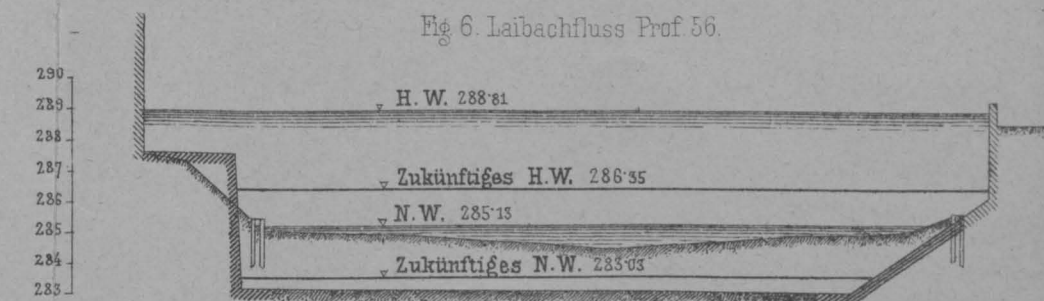 Fig. 6. Laibachfluss Prof. 56.
290
289
H.W. 288·81
288
287
Zukünftiges H.W. 286·35
286
N.W. 285·13
285
284
Zukünftiges N.W. 283·03
283